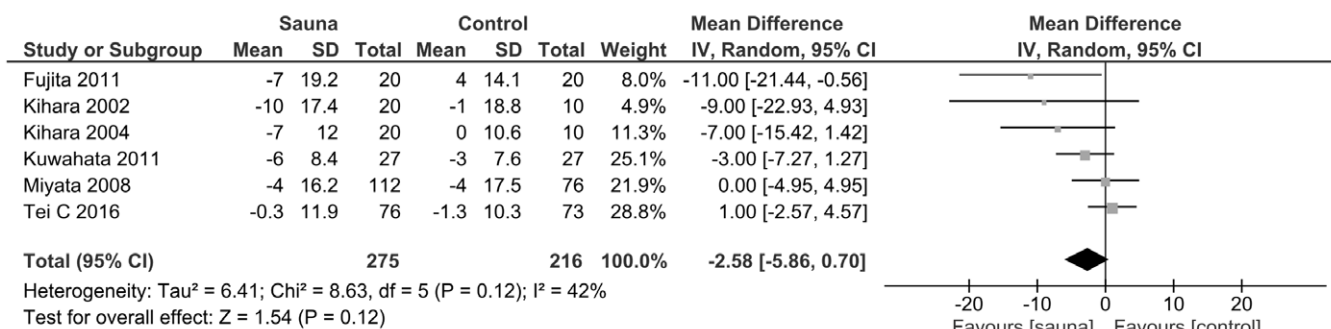 Sauna Control Mean Difference Mean Difference
Study or Subgroup Mean SD Total Mean SD Total Weight IV, Random, 95% CI IV, Random, 95% CI
Fujita 2011 -7 19.2 20 4 14.1 20 8.0% -11.00 [-21.44, -0.56]
Kihara 2002 -10 17.4 20 -1 18.8 10 4.9% -9.00 [-22.93, 4.93]
Kihara 2004 -7 12 20 0 10.6 10 11.3% -7.00 [-15.42, 1.42]
Kuwahata 2011 -6 8.4 27 -3 7.6 27 25.1% -3.00 [-7.27, 1.27]
Miyata 2008 -4 16.2 112 -4 17.5 76 21.9% 0.00 [-4.95, 4.95]
Tei C 2016 -0.3 11.9 76 -1.3 10.3 73 28.8% 1.00 [-2.57, 4.57]
Total (95% CI) 275 216 100.0% -2.58 [-5.86, 0.70]
Heterogeneity: Tau² = 6.41; Chi² = 8.63, df = 5 (P = 0.12); I² = 42%
Test for overall effect: Z = 1.54 (P = 0.12)
-20 -10 0 10 20
Favours [sauna] Favours [control]